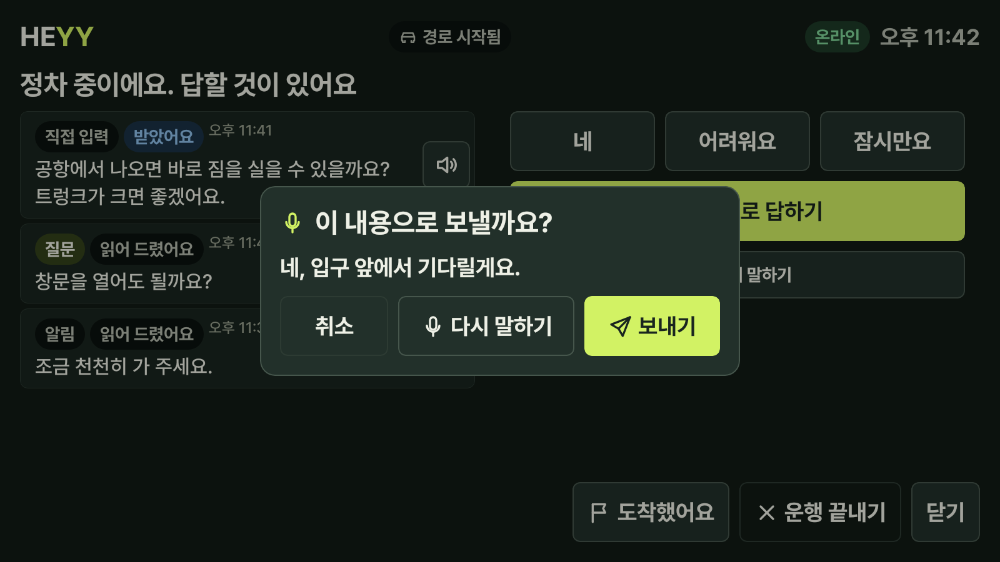 HEYY
경로 시작됨
온라인 오후 11:42
정차 중이에요. 답할 것이 있어요
직접 입력 받았어요 오후 11:41
공항에서 나오면 바로 짐을 실을 수 있을까요?
트렁크가 크면 좋겠어요.
질문 읽어 드렸어요 오후
창문을 열어도 될까요?
알림 읽어 드렸어요 오후
조금 천천히 가 주세요.
네
어려워요
잠시만요
로 답하기
말하기
이 내용으로 보낼까요?
네, 입구 앞에서 기다릴게요.
취소
다시 말하기
보내기
도착했어요
운행 끝내기
닫기